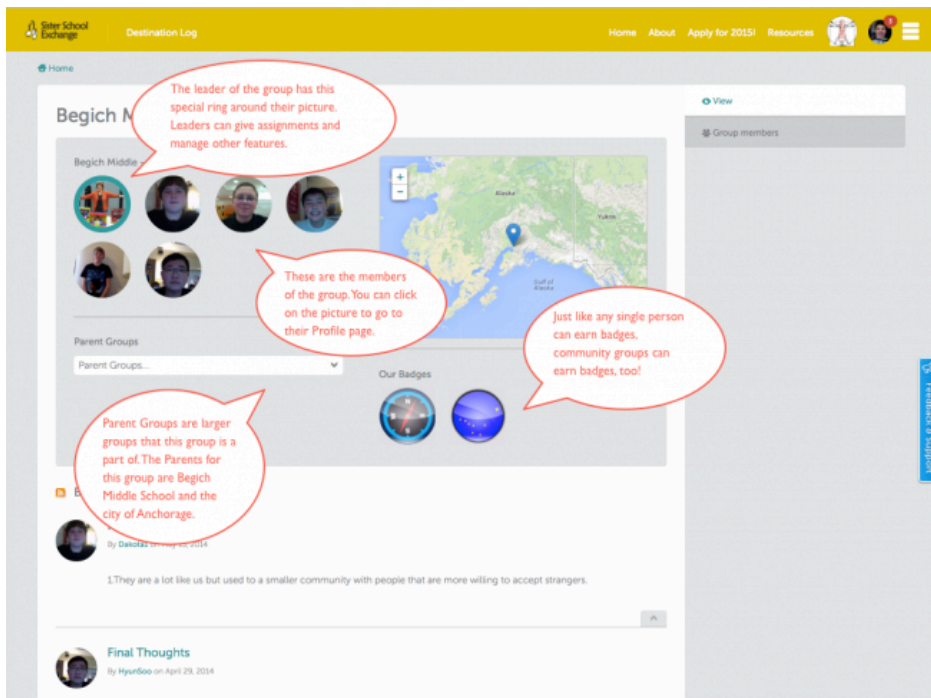 Sister School
Exchange
Destination Log
Home About Apply for 2015! Resources
1
Home
The leader of the group has this
special ring around their picture.
Leaders can give assignments and
manage other features.
View
Group members
Begich M
Begich Middle -
Alaska
Yukon
Gulf of
Alaska
+
−
These are the members
of the group. You can click
on the picture to go to
their Profile page.
Just like any single person
can earn badges,
community groups can
earn badges, too!
Parent Groups
Parent Groups...
Our Badges
Parent Groups are larger
groups that this group is a
part of. The Parents for
this group are Begich
Middle School and the
city of Anchorage.
Feedback & Support
By Dakotas on May 23, 2014
1.They are a lot like us but used to a smaller community with people that are more willing to accept strangers.
Final Thoughts
By HyunSoo on April 29, 2014